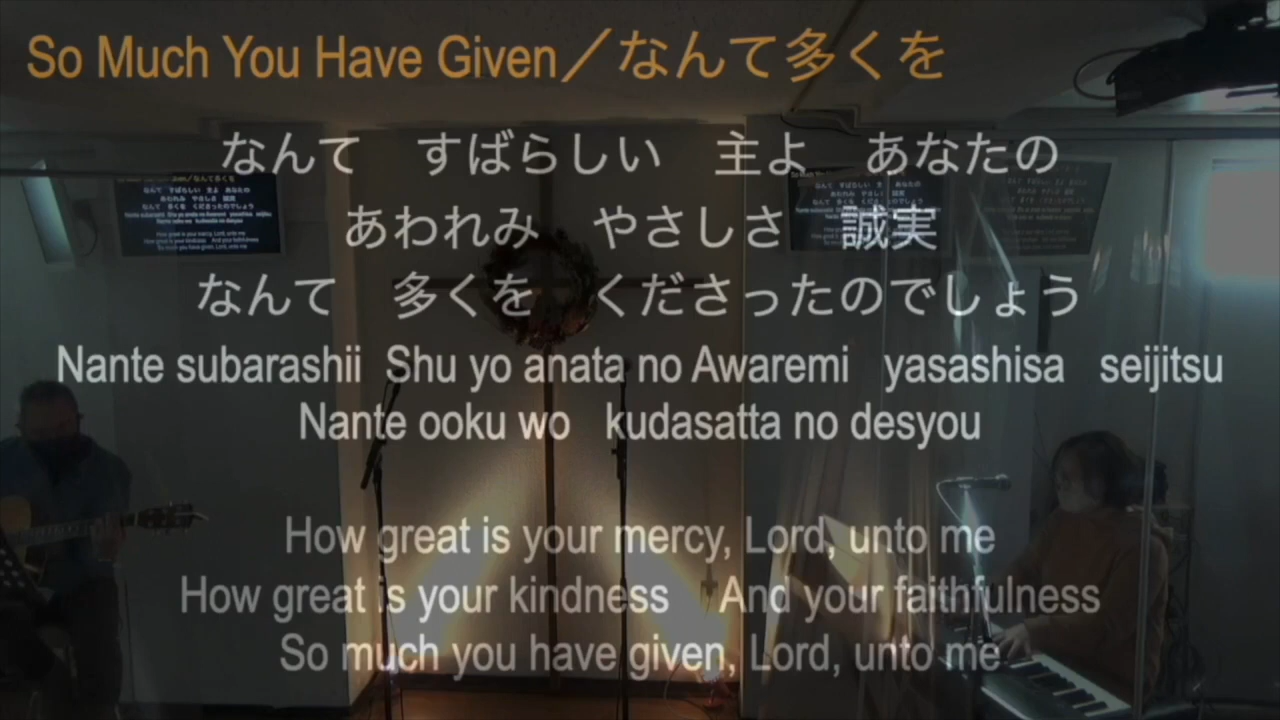 So Much You Have Given／なんて多くを
なんて　すばらしい　主よ　あなたの
あわれみ　やさしさ　誠実
なんて　多くを　くださったのでしょう
Nante subarashii Shu yo anata no Awaremi yasashisa seijitsu
Nante ooku wo kudasatta no desyou
How great is your mercy, Lord, unto me
How great is your kindness And your faithfulness
So much you have given, Lord, unto me